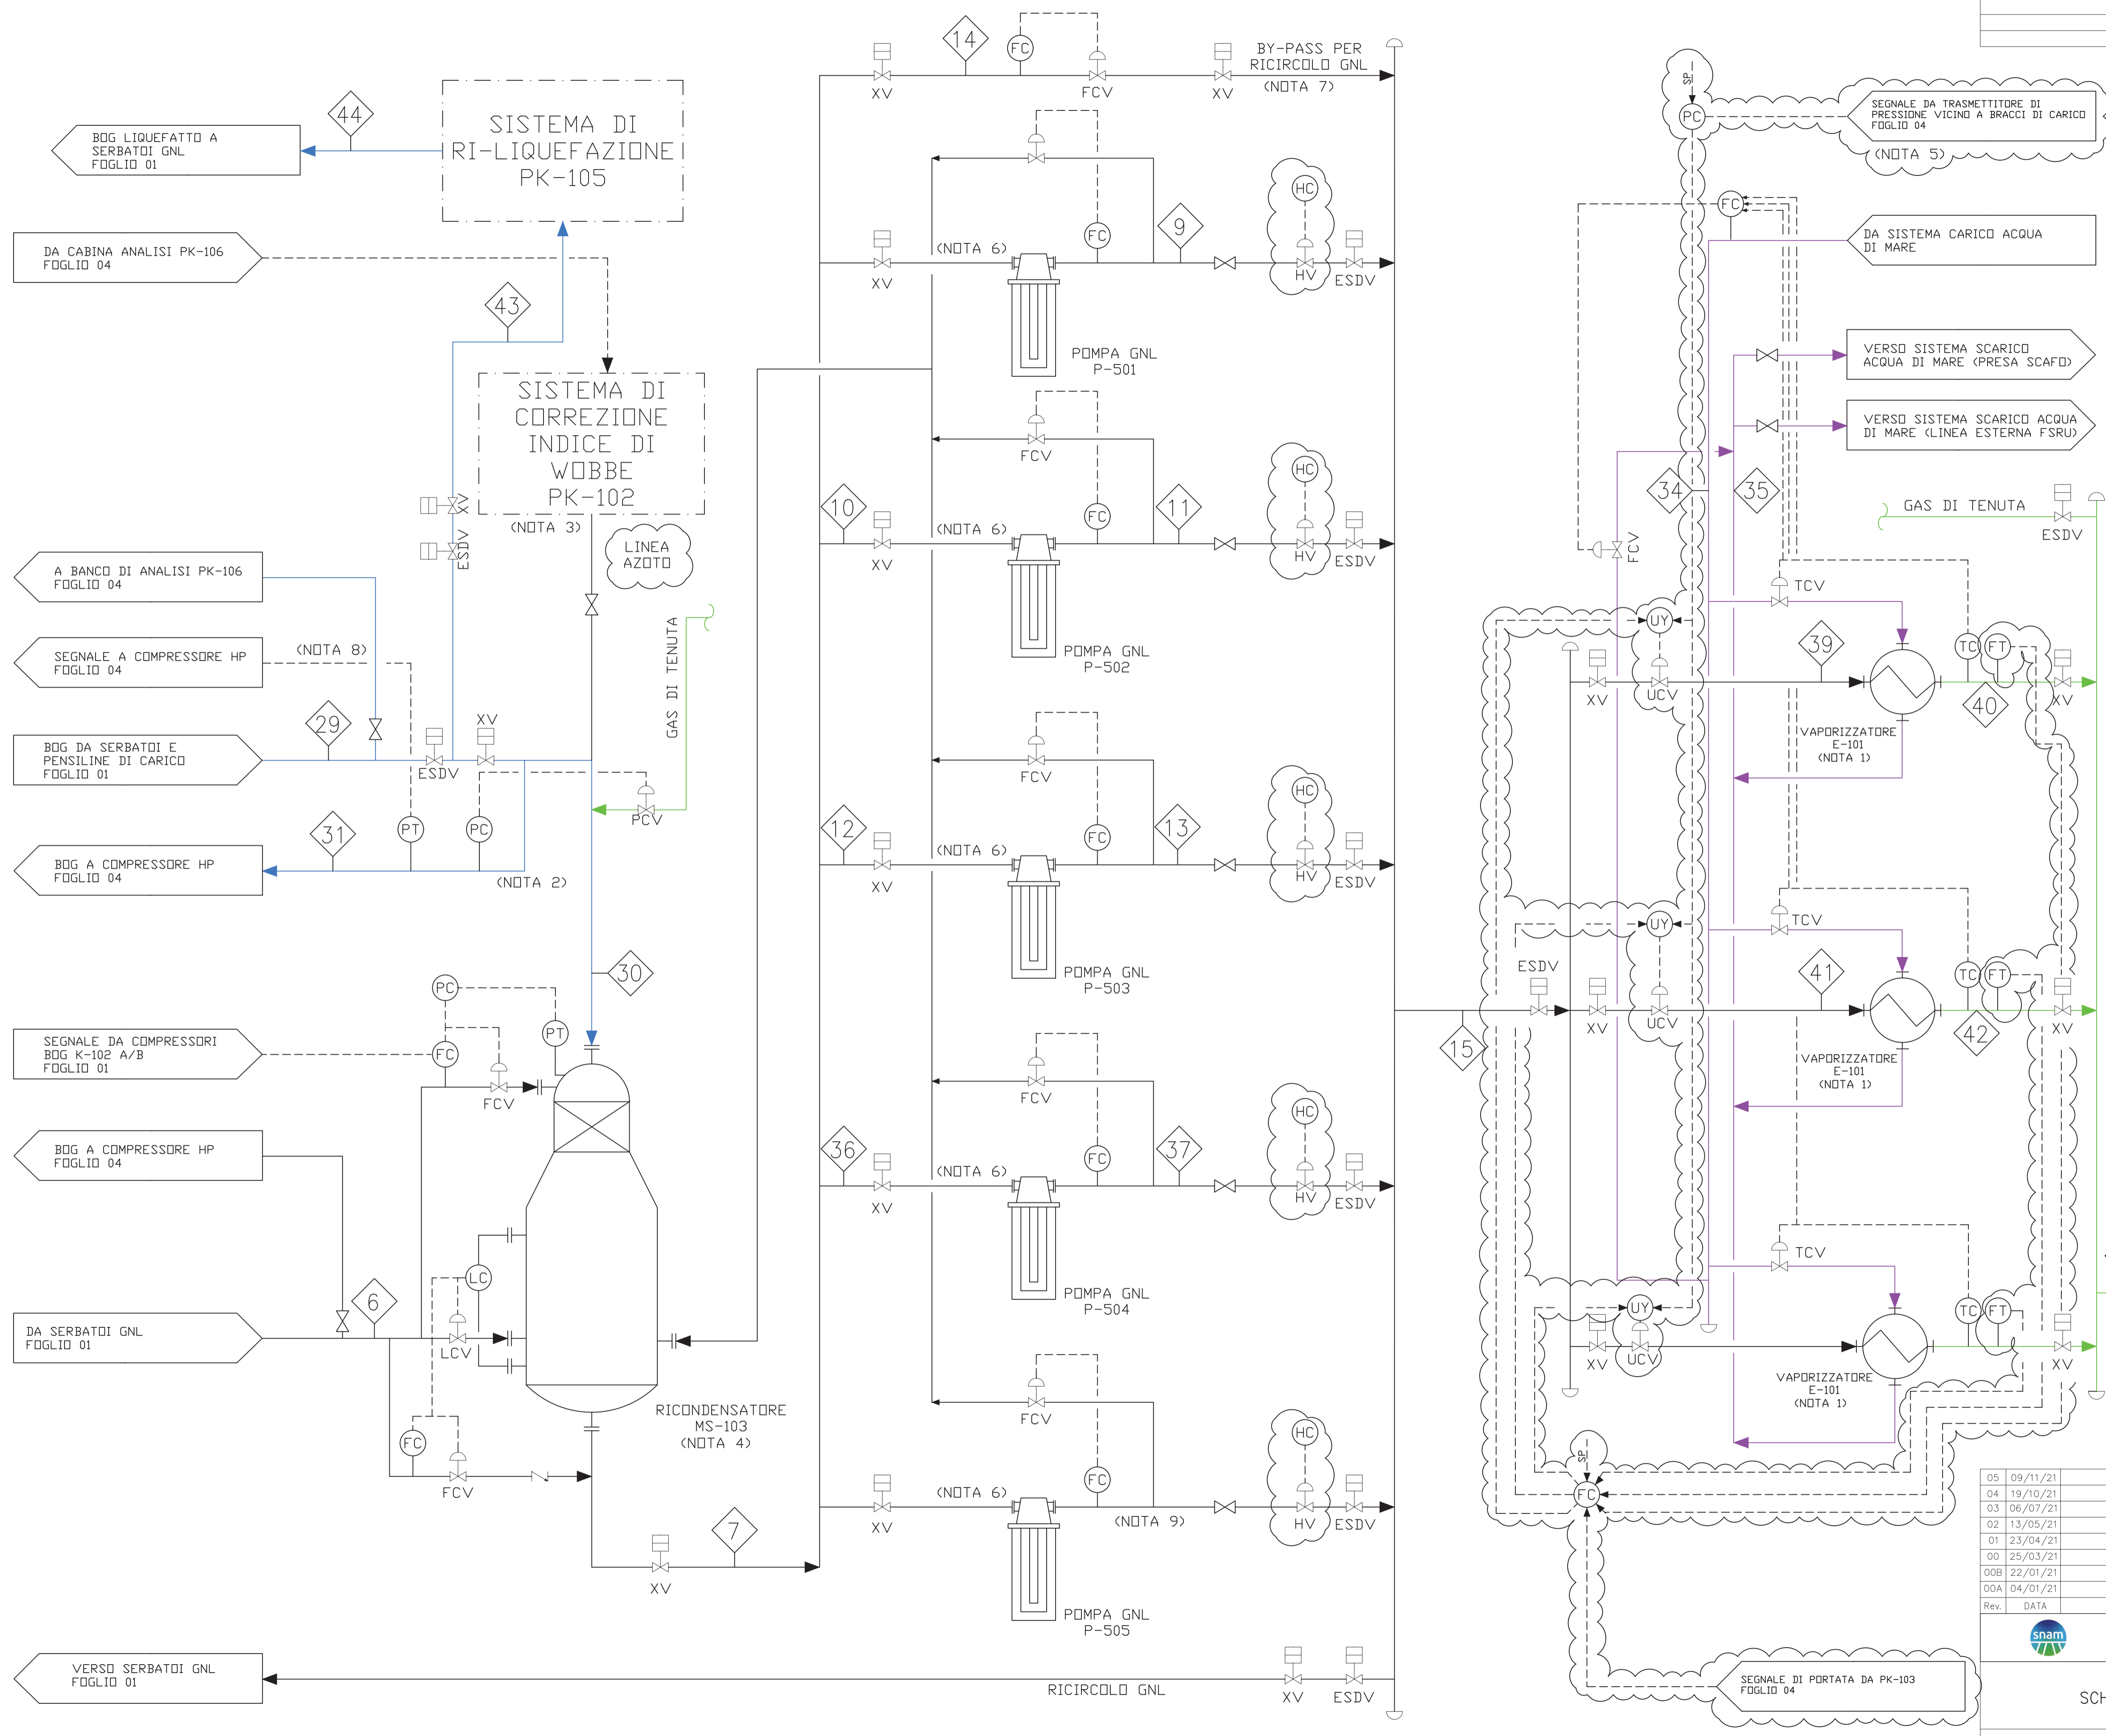 14
FC
XV
FCV
XV
BY-PASS PER
RICIRCOLO GNL
(NOTA 7)
44
BOG LIQUEFATTO A
SERBATOI GNL
FOGLIO 01
SISTEMA DI
RI-LIQUEFAZIONE
PK-105
SP
PC
SEGNALE DA TRASMETTITORE DI
PRESSIONE VICINO A BRACCI DI CARICO
FOGLIO 04
(NOTA 5)
DA CABINA ANALISI PK-106
FOGLIO 04
43
FC
DA SISTEMA CARICO ACQUA
DI MARE
XV
(NOTA 6)
FC
9
HC
HV
ESDV
POMPA GNL
P-501
VERSO SISTEMA SCARICO
ACQUA DI MARE (PRESA SCAFO)
VERSO SISTEMA SCARICO ACQUA
DI MARE (LINEA ESTERNA FSRU)
SISTEMA DI
CORREZIONE
INDICE DI
WOBBE
PK-102
(NOTA 3)
XV
ESDV
LINEA
AZOTO
FCV
10
XV
(NOTA 6)
FC
11
HC
HV
ESDV
POMPA GNL
P-502
34
35
FCV
GAS DI TENUTA
ESDV
A BANCO DI ANALISI PK-106
FOGLIO 04
SEGNALE A COMPRESSORE HP
FOGLIO 04
(NOTA 8)
GAS DI TENUTA
29
BOG DA SERBATOI E
PENSILINE DI CARICO
FOGLIO 01
ESDV
XV
PCV
PT
PC
31
BOG A COMPRESSORE HP
FOGLIO 04
(NOTA 2)
TCV
UY
XV
UCV
39
TC
FT
40
XV
VAPORIZZATORE
E-101
(NOTA 1)
FCV
12
XV
(NOTA 6)
FC
13
HC
HV
ESDV
POMPA GNL
P-503
30
PC
PT
SEGNALE DA COMPRESSORI
BOG K-102 A/B
FOGLIO 01
FC
FCV
TCV
UY
ESDV
15
XV
UCV
41
TC
FT
42
XV
VAPORIZZATORE
E-101
(NOTA 1)
FCV
36
XV
(NOTA 6)
FC
37
HC
HV
ESDV
POMPA GNL
P-504
BOG A COMPRESSORE HP
FOGLIO 04
LC
6
DA SERBATOI GNL
FOGLIO 01
LCV
TCV
UY
XV
UCV
TC
FT
XV
VAPORIZZATORE
E-101
(NOTA 1)
RICONDENSATORE
MS-103
(NOTA 4)
FC
FCV
7
XV
FCV
XV
(NOTA 6)
FC
(NOTA 9)
HC
HV
ESDV
POMPA GNL
P-505
SP
FC
VERSO SERBATOI GNL
FOGLIO 01
RICIRCOLO GNL
XV
ESDV
SEGNALE DI PORTATA DA PK-103
FOGLIO 04
05 09/11/21
04 19/10/21
03 06/07/21
02 13/05/21
01 23/04/21
00 25/03/21
00B 22/01/21
00A 04/01/21
Rev. DATA
snam
SCH